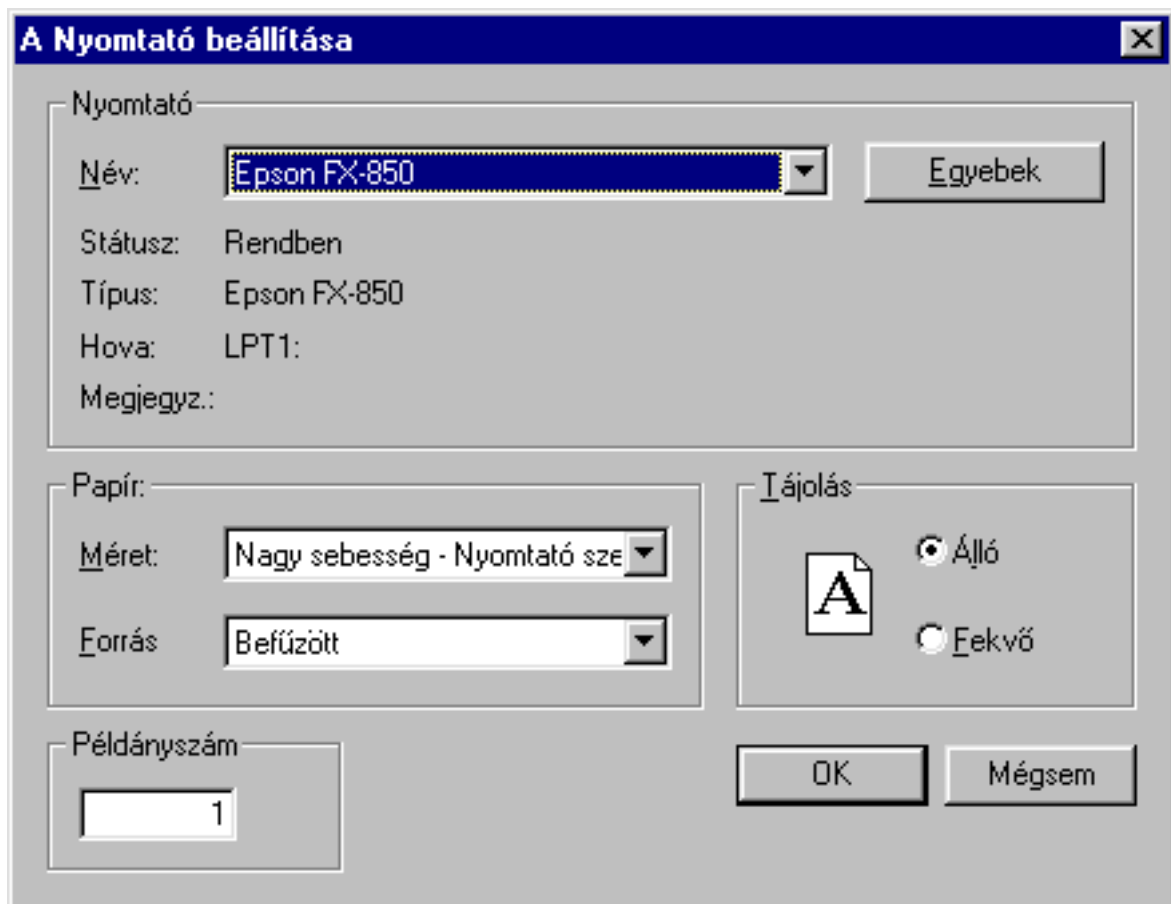 A Nyomtató beállítása
Nyomtató
Név: Epson FX-850 Egyebek
Státusz: Rendben
Típus: Epson FX-850
Hova: LPT1:
Megjegyz.:
Papír:
Méret: Nagy sebesség - Nyomtató sze
Forrás Befűzött
Tájolás
A
Álló
Fekvő
Példányszám
1
OK Mégsem